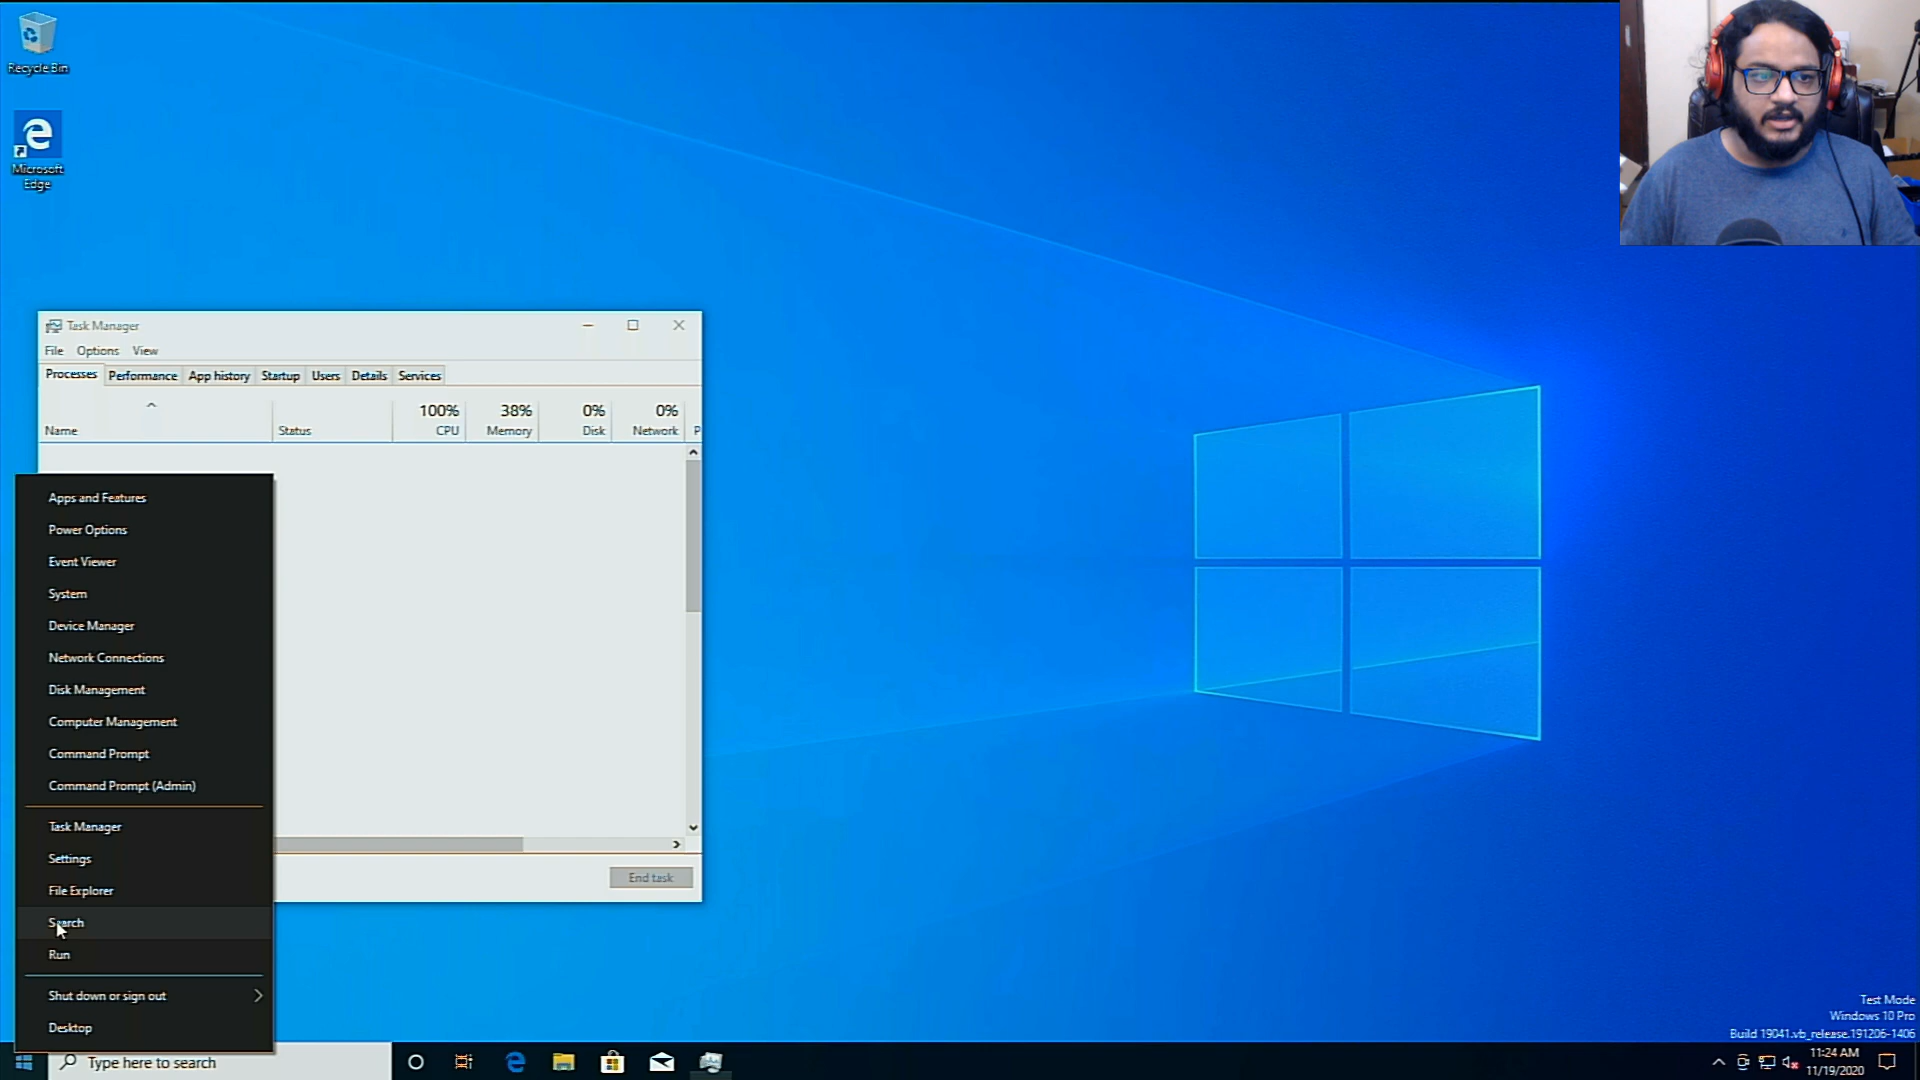 Recycle Bin
Microsoft
Edge
Task Manager
File Options View
Processes Performance App history Startup Users Details Services
100% 38% 0% 0%
Name Status CPU Memory Disk Network P
Apps and Features
Power Options
Event Viewer
System
Device Manager
Network Connections
Disk Management
Computer Management
Command Prompt
Command Prompt (Admin)
Task Manager
Settings
File Explorer
Search
Run
Shut down or sign out
Desktop
End task
Test Mode
Windows 10 Pro
Build 19041.vb_release.191206-1406
Type here to search
11:24 AM
11/19/2020